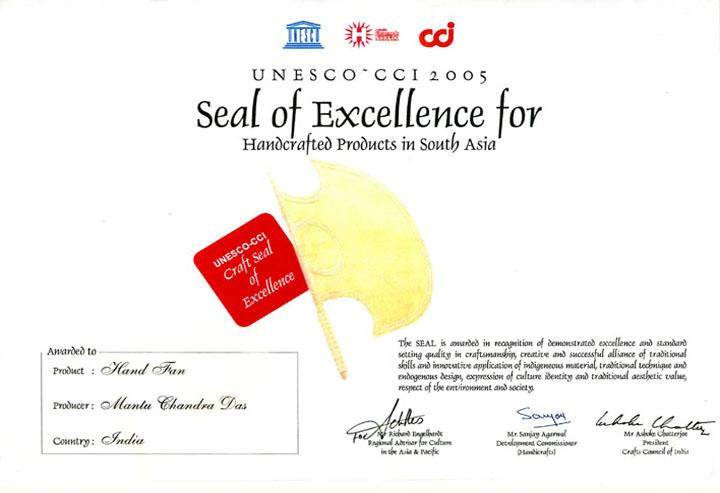 UNESCO
cci
UNESCO~CCI 2005
Seal of Excellence for
Handcrafted Products in South Asia
UNESCO-CCI
Craft Seal
of
Excellence
Awarded to
Product : Hand Fan
Producer : Mantu Chandra Das
Country : India
The SEAL is awarded in recognition of demonstrated excellence and standard
setting quality in craftsmanship, creative and successful alliance of traditional
skills and innovative application of indigeneous material, traditional technique and
endogenous design, expression of culture identity and traditional aesthetic value,
respect of the environment and society.
For
Sanjoy
Mr Richard Engelhardt
Regional Advisor for Culture
in the Asia & Pacific
Mr. Sanjay Agarwal
Development Commissioner
(Handicrafts)
Mr Ashoke Chatterjee
President
Crafts Council of India